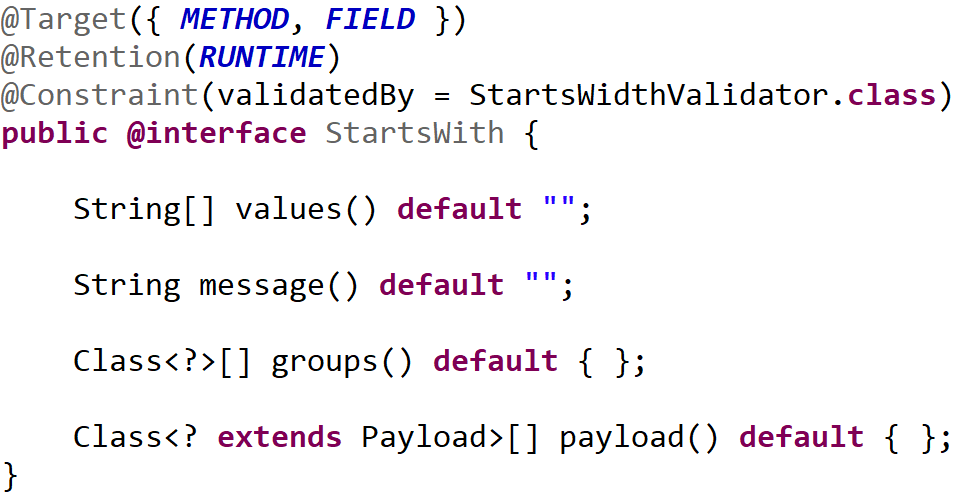 @Target({ METHOD, FIELD })
@Retention(RUNTIME)
@Constraint(validatedBy = StartsWidthValidator.class)
public @interface StartsWith {
String[] values() default "";
String message() default "";
Class<?>[] groups() default { };
Class<? extends Payload>[] payload() default { };
}